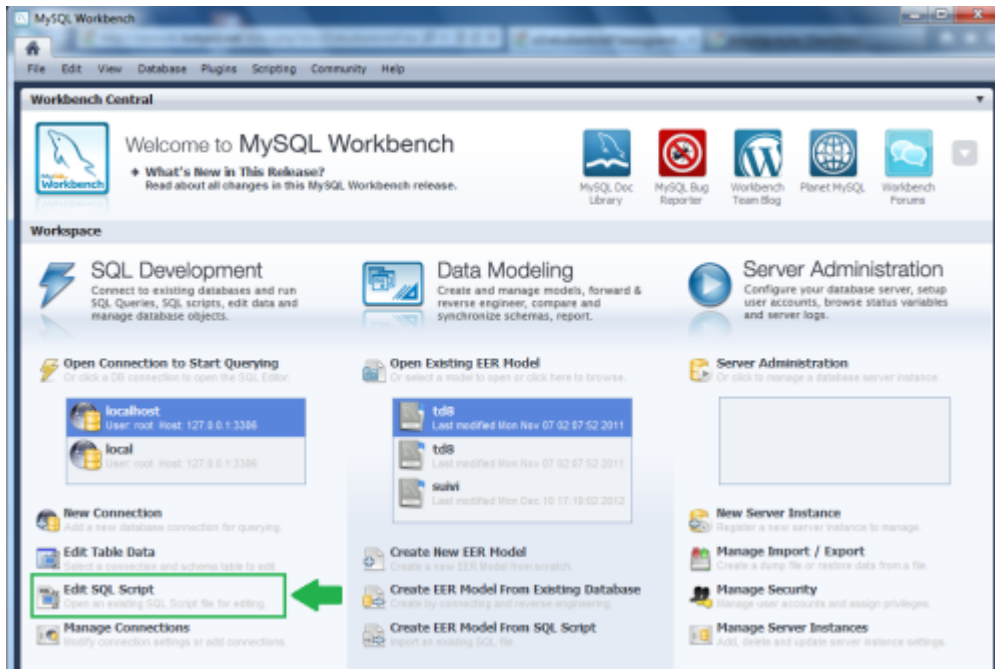 MySQL Workbench
File Edit View Database Plugins Scripting Community Help
Workbench Central
Welcome to MySQL Workbench
What's New in This Release?
Read about all changes in this MySQL Workbench release.
Workbench
MySQL Doc
Library
MySQL Bug
Reporter
Workbench
Team Blog
Planet MySQL
Workbench
Forums
Workspace
SQL Development
Connect to existing databases and run
SQL Queries, SQL scripts, edit data and
manage database objects.
Open Connection to Start Querying
Or click a DB connection to open the SQL Editor.
localhost
User: root Host: 127.0.0.1:3306
local
User: root Host: 127.0.0.1:3306
New Connection
Add a new database connection for querying.
Edit Table Data
Select a connection and schema table to edit.
Edit SQL Script
Open an existing SQL Script file for editing.
Manage Connections
Modify connection settings or add connections.
Data Modeling
Create and manage models, forward &
reverse engineer, compare and
synchronize schemas, report.
Open Existing EER Model
Or select a model to open or click here to browse.
td8
Last modified Mon Nov 07 02:07:52 2011
td8
Last modified Mon Nov 07 02:07:52 2011
suivi
Last modified Mon Dec 10 17:19:02 2012
Create New EER Model
Create a new EER Model from scratch.
Create EER Model From Existing Database
Create by connecting and reverse engineering.
Create EER Model From SQL Script
Import an existing SQL file.
Server Administration
Configure your database server, setup
user accounts, browse status variables
and server logs.
Server Administration
Or click to manage a database server instance.
New Server Instance
Register a new server instance to manage.
Manage Import / Export
Create a dump file or restore data from a file.
Manage Security
Manage user accounts and assign privileges.
Manage Server Instances
Add, delete and update server instance settings.